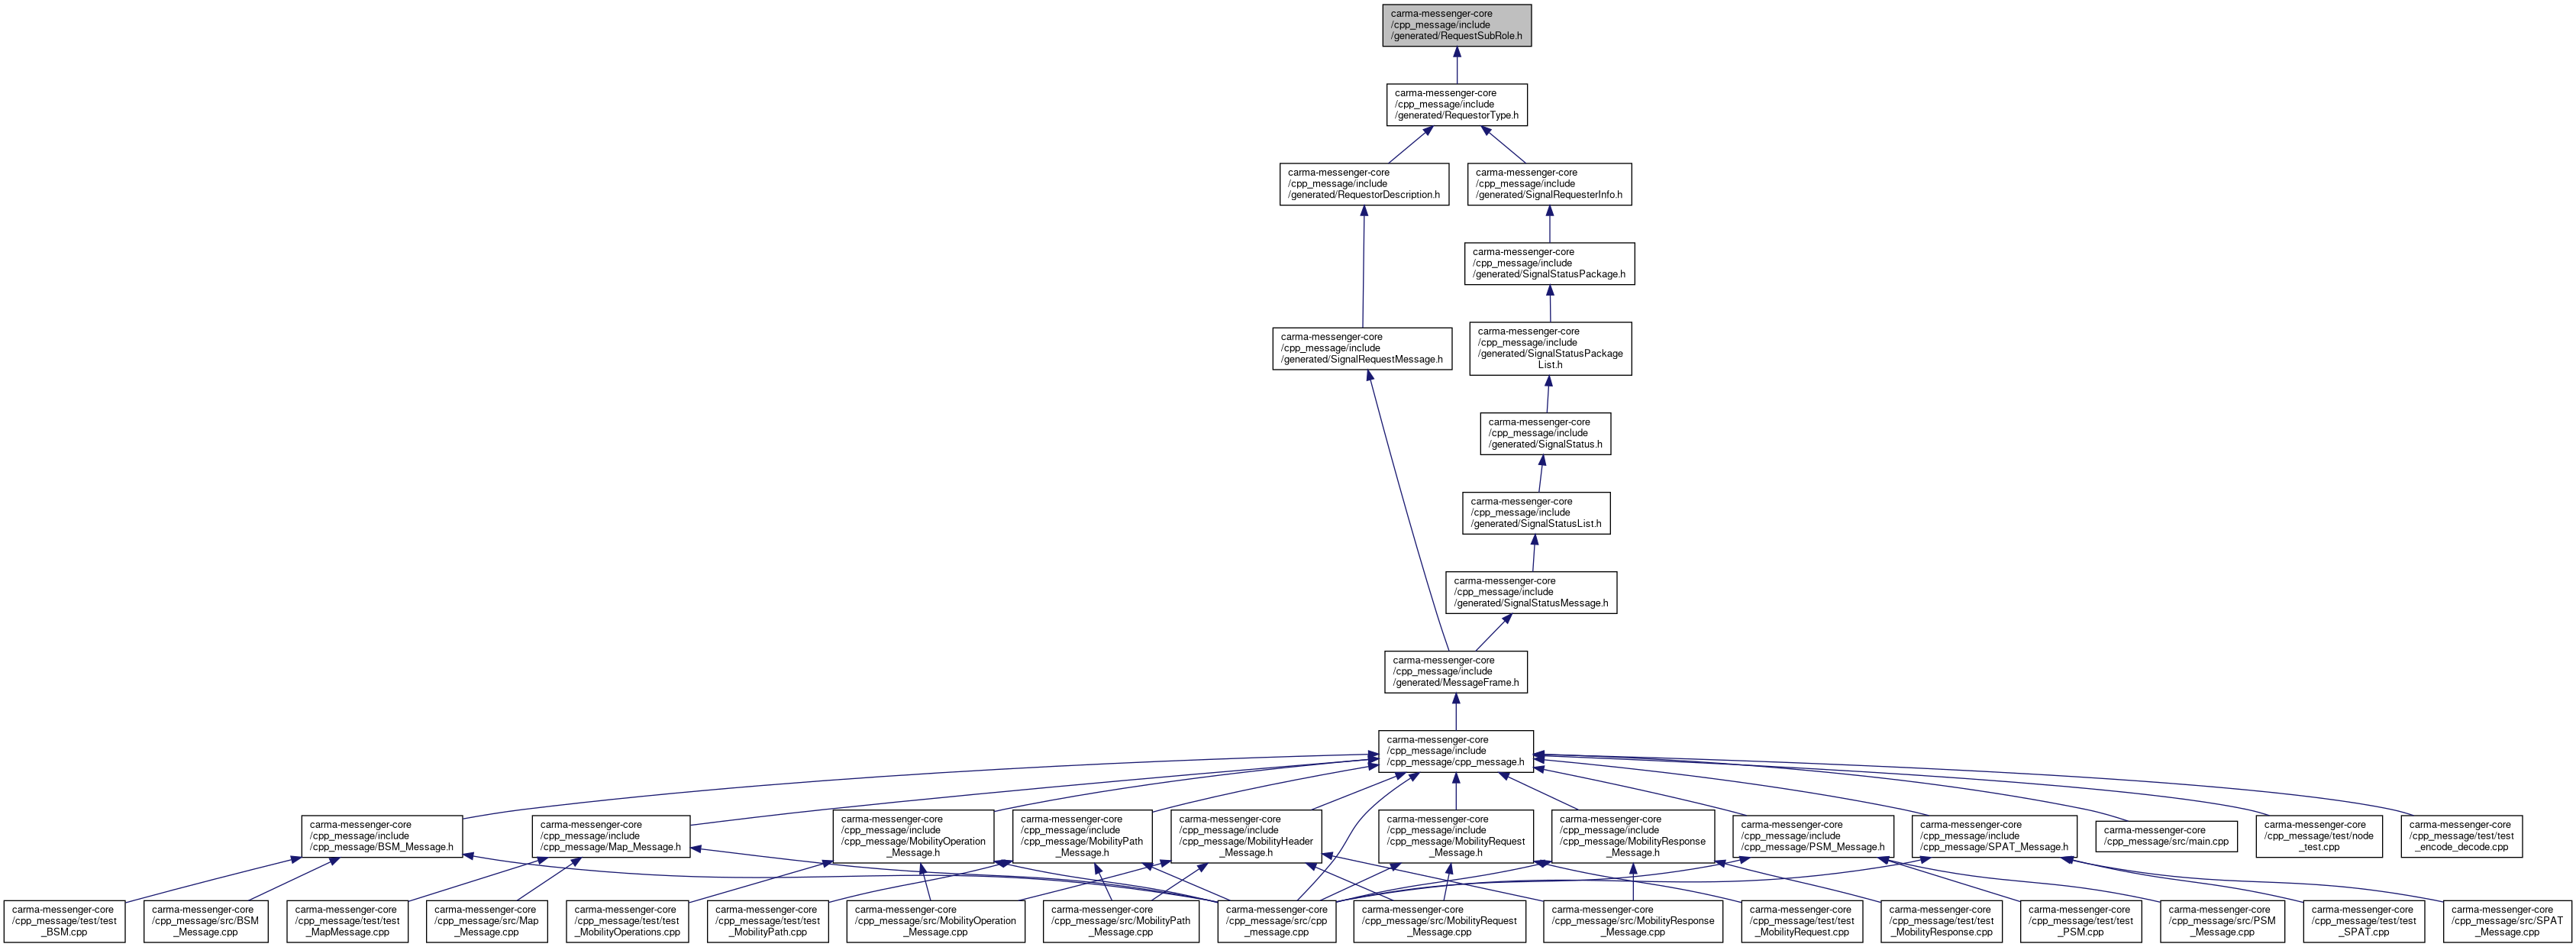 carma-messenger-core
/cpp_message/include
/generated/RequestSubRole.h
carma-messenger-core
/cpp_message/include
/generated/RequestorType.h
carma-messenger-core
/cpp_message/include
/generated/RequestorDescription.h
carma-messenger-core
/cpp_message/include
/generated/SignalRequesterInfo.h
carma-messenger-core
/cpp_message/include
/generated/SignalStatusPackage.h
carma-messenger-core
/cpp_message/include
/generated/SignalRequestMessage.h
carma-messenger-core
/cpp_message/include
/generated/SignalStatusPackage
List.h
carma-messenger-core
/cpp_message/include
/generated/SignalStatus.h
carma-messenger-core
/cpp_message/include
/generated/SignalStatusList.h
carma-messenger-core
/cpp_message/include
/generated/SignalStatusMessage.h
carma-messenger-core
/cpp_message/include
/generated/MessageFrame.h
carma-messenger-core
/cpp_message/include
/cpp_message/cpp_message.h
carma-messenger-core
/cpp_message/include
/cpp_message/BSM_Message.h
carma-messenger-core
/cpp_message/include
/cpp_message/Map_Message.h
carma-messenger-core
/cpp_message/include
/cpp_message/MobilityOperation
_Message.h
carma-messenger-core
/cpp_message/include
/cpp_message/MobilityPath
_Message.h
carma-messenger-core
/cpp_message/include
/cpp_message/MobilityHeader
_Message.h
carma-messenger-core
/cpp_message/include
/cpp_message/MobilityRequest
_Message.h
carma-messenger-core
/cpp_message/include
/cpp_message/MobilityResponse
_Message.h
carma-messenger-core
/cpp_message/include
/cpp_message/PSM_Message.h
carma-messenger-core
/cpp_message/include
/cpp_message/SPAT_Message.h
carma-messenger-core
/cpp_message/src/main.cpp
carma-messenger-core
/cpp_message/test/node
_test.cpp
carma-messenger-core
/cpp_message/test/test
_encode_decode.cpp
carma-messenger-core
/cpp_message/test/test
_BSM.cpp
carma-messenger-core
/cpp_message/src/BSM
_Message.cpp
carma-messenger-core
/cpp_message/test/test
_MapMessage.cpp
carma-messenger-core
/cpp_message/src/Map
_Message.cpp
carma-messenger-core
/cpp_message/test/test
_MobilityOperations.cpp
carma-messenger-core
/cpp_message/test/test
_MobilityPath.cpp
carma-messenger-core
/cpp_message/src/MobilityOperation
_Message.cpp
carma-messenger-core
/cpp_message/src/MobilityPath
_Message.cpp
carma-messenger-core
/cpp_message/src/cpp
_message.cpp
carma-messenger-core
/cpp_message/src/MobilityRequest
_Message.cpp
carma-messenger-core
/cpp_message/src/MobilityResponse
_Message.cpp
carma-messenger-core
/cpp_message/test/test
_MobilityRequest.cpp
carma-messenger-core
/cpp_message/test/test
_MobilityResponse.cpp
carma-messenger-core
/cpp_message/test/test
_PSM.cpp
carma-messenger-core
/cpp_message/src/PSM
_Message.cpp
carma-messenger-core
/cpp_message/test/test
_SPAT.cpp
carma-messenger-core
/cpp_message/src/SPAT
_Message.cpp